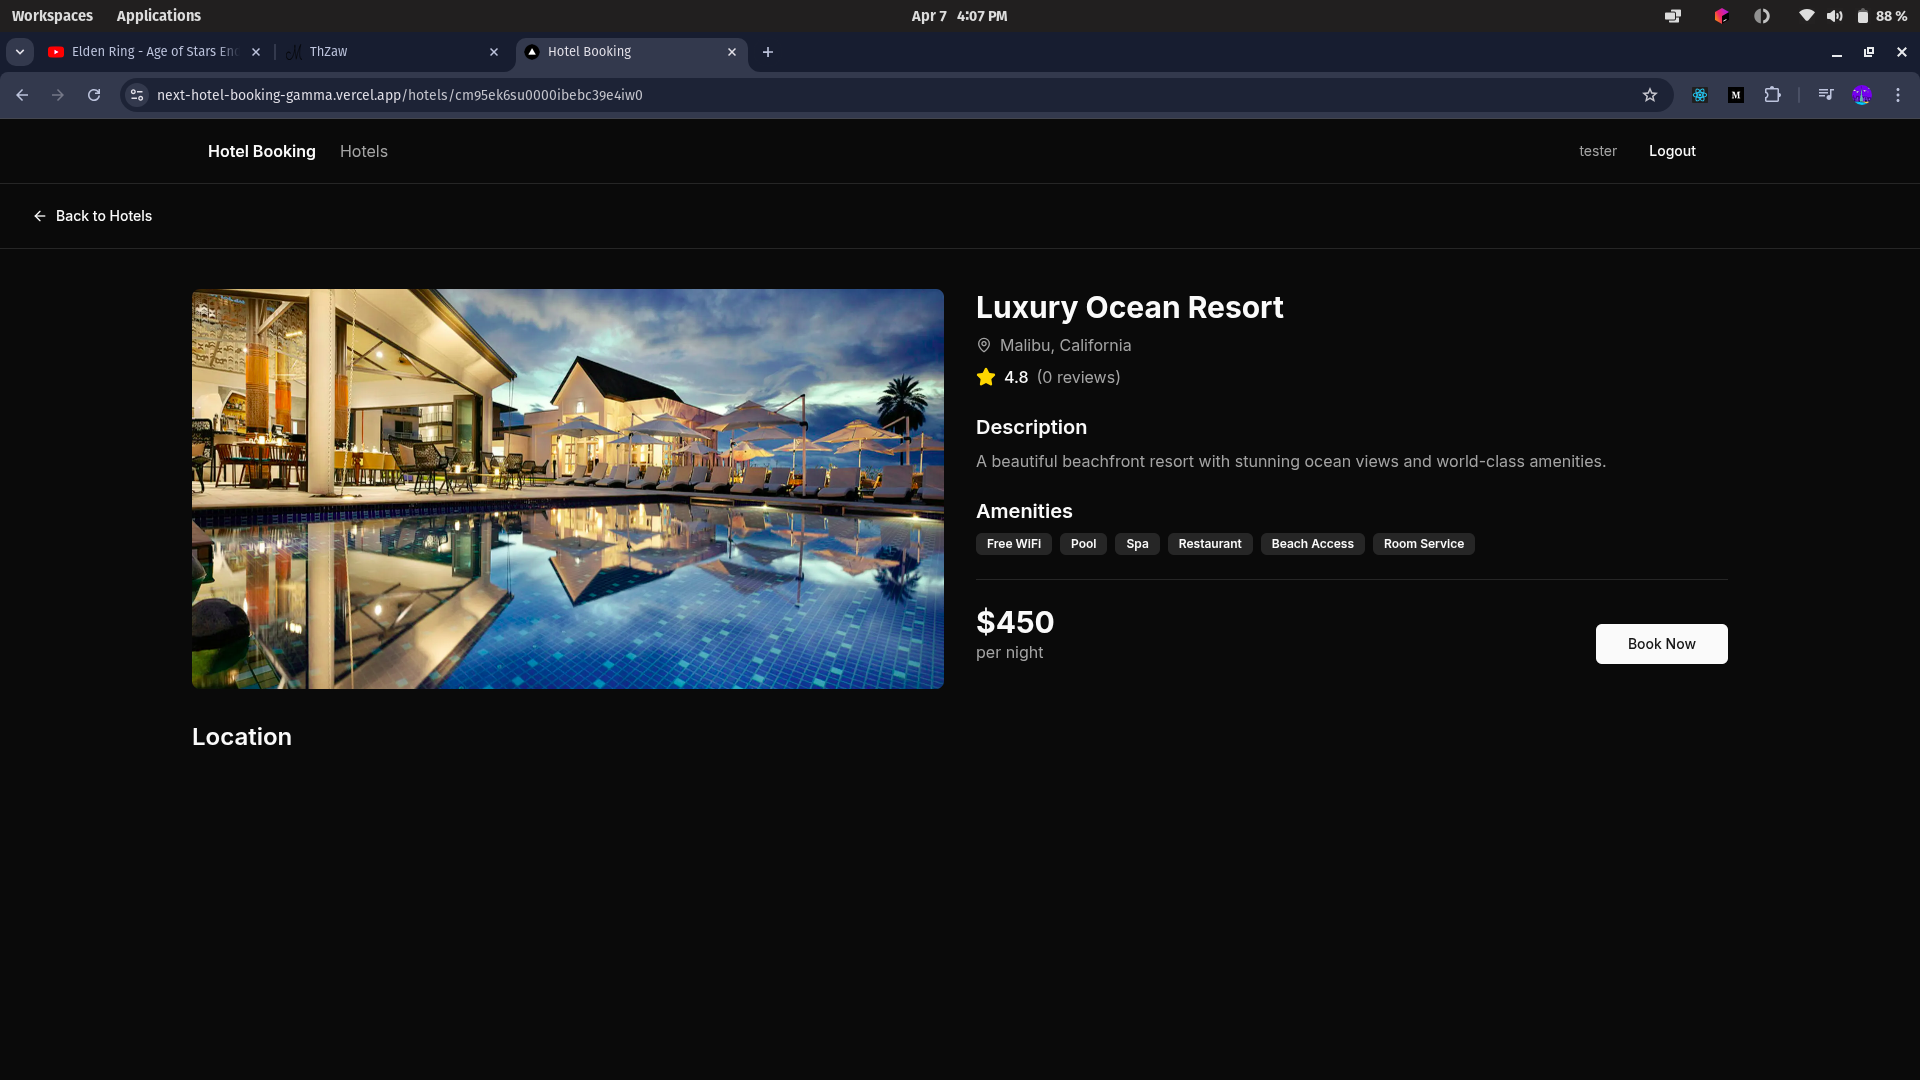 Workspaces Applications Apr 7 4:07 PM 88 %
Elden Ring - Age of Stars ThZaw Hotel Booking
next-hotel-booking-gamma.vercel.app/hotels/cm95ek6su0000ibebc39e4iw0
Hotel Booking Hotels tester Logout
Back to Hotels
Luxury Ocean Resort
Malibu, California
4.8 (0 reviews)
Description
A beautiful beachfront resort with stunning ocean views and world-class amenities.
Amenities
Free WiFi Pool Spa Restaurant Beach Access Room Service
$450
per night
Book Now
Location